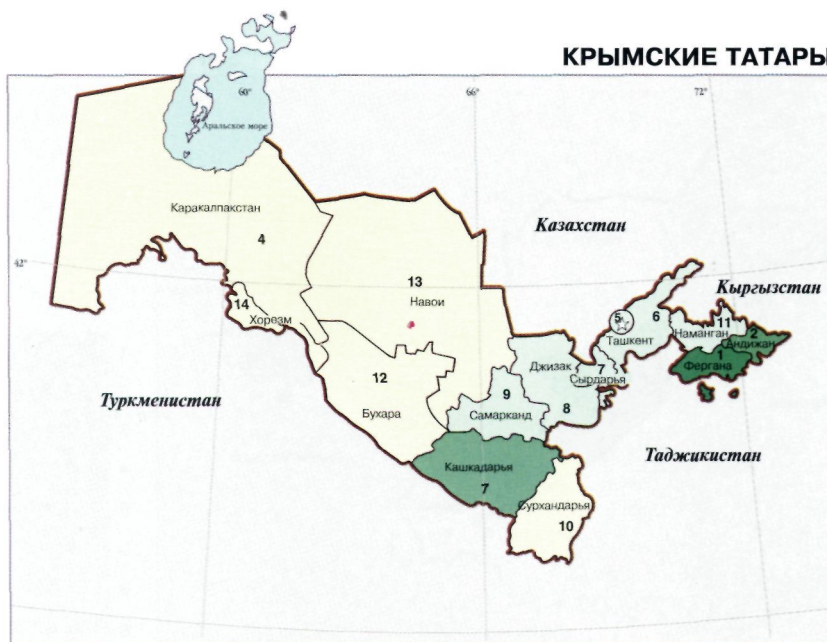 КРЫМСКИЕ ТАТАРЫ
60°
66°
72°
Аральское море
Каракалпакстан
4
Казахстан
42°
13
Навои
Кыргызстан
14
Хорезм
5
6
Ташкент
11
Наманган
2
Андижан
1
Фергана
12
Бухара
Джизак
7
Сырдарья
9
Самарканд
8
Туркменистан
Таджикистан
Кашкадарья
7
Сурхандарья
10